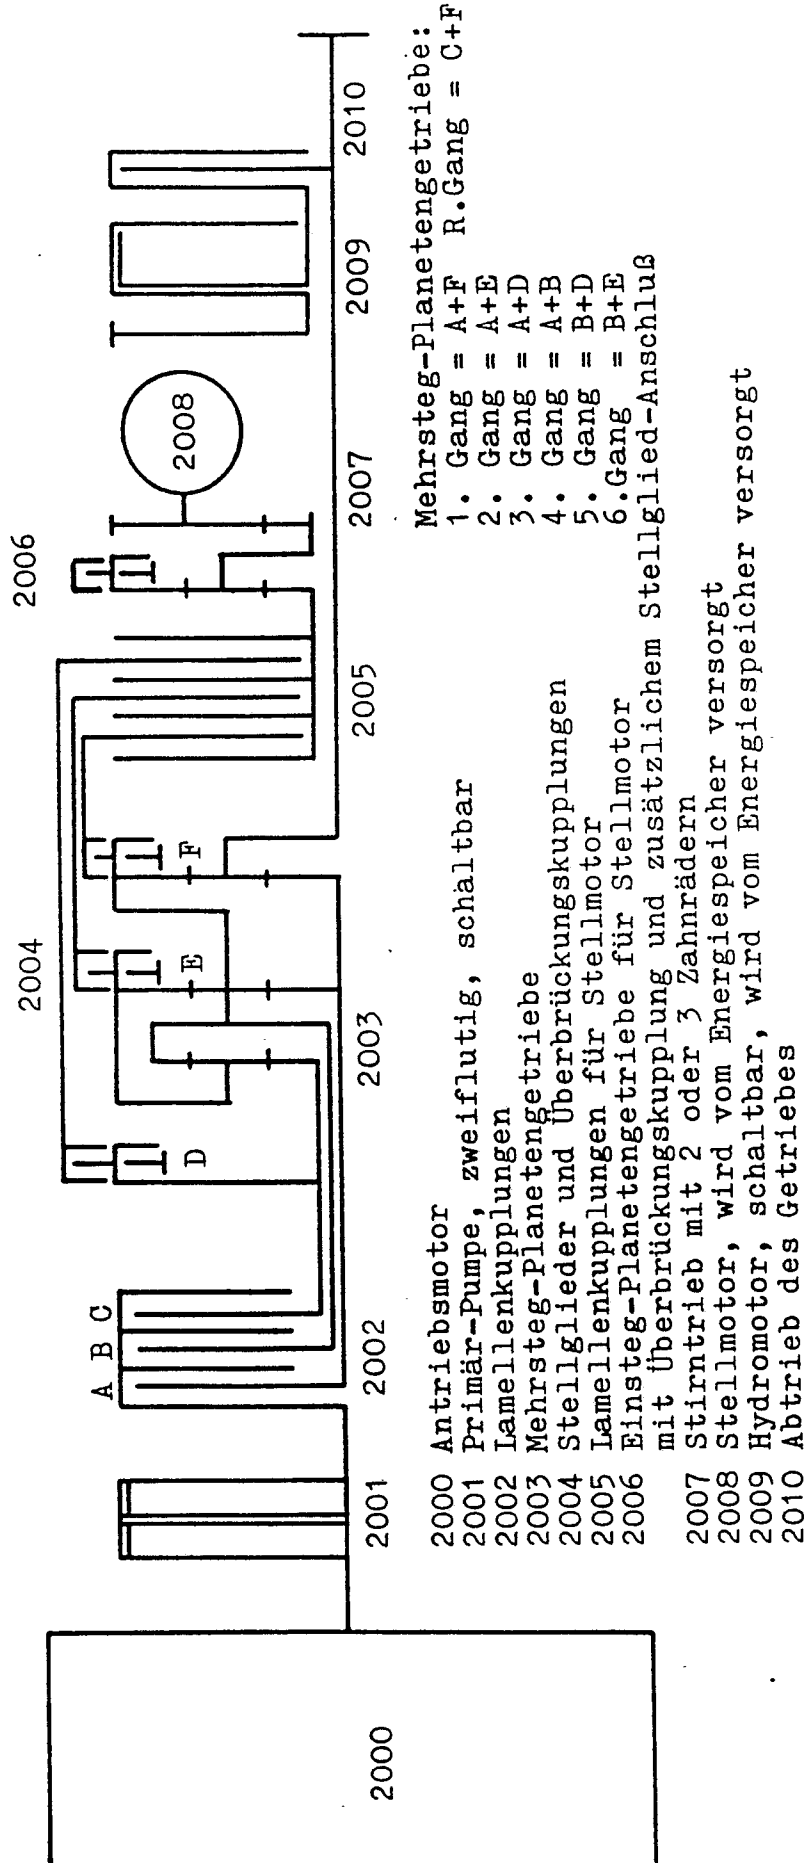 2004
2006
A B C
D
E
F
2008
2000
2001
2002
2003
2005
2007
2009
2010
2000 Antriebsmotor
2001 Primär-Pumpe, zweiflutig, schaltbar
2002 Lamellenkupplungen
2003 Mehrsteg-Planetengetriebe
2004 Stellglieder und Überbrückungskupplungen
2005 Lamellenkupplungen für Stellmotor
2006 Einsteg-Planetengetriebe für Stellmotor
mit Überbrückungskupplung und zusätzlichem Stellglied-Anschluß
2007 Stirntrieb mit 2 oder 3 Zahnrädern
2008 Stellmotor, wird vom Energiespeicher versorgt
2009 Hydromotor, schaltbar, wird vom Energiespeicher versorgt
2010 Abtrieb des Getriebes
Mehrsteg-Planetengetriebe:
1. Gang = A+F R.Gang = C+F
2. Gang = A+E
3. Gang = A+D
4. Gang = A+B
5. Gang = B+D
6.Gang = B+E